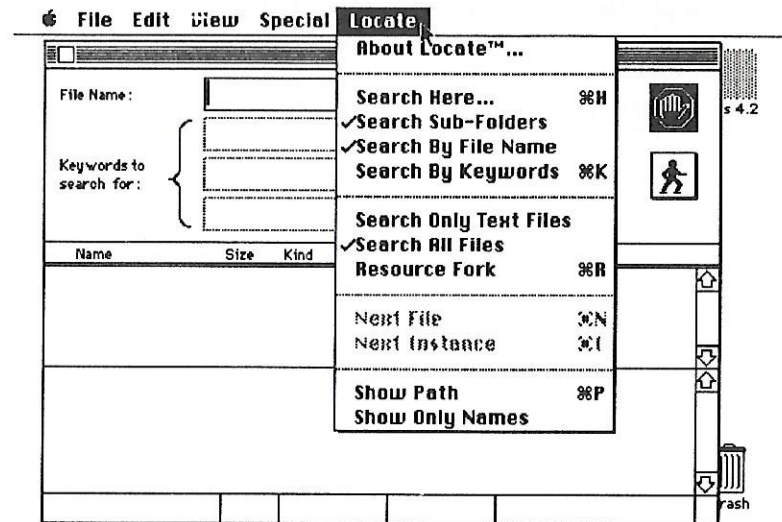 File Edit View Special Locate
About Locate™...
Search Here... ⌘H
✓Search Sub-Folders
✓Search By File Name
Search By Keywords ⌘K
Search Only Text Files
✓Search All Files
Resource Fork ⌘R
Next File ⌘N
Next Instance ⌘I
Show Path ⌘P
Show Only Names
File Name:
Keywords to
search for:
Name Size Kind
s 4.2
rash